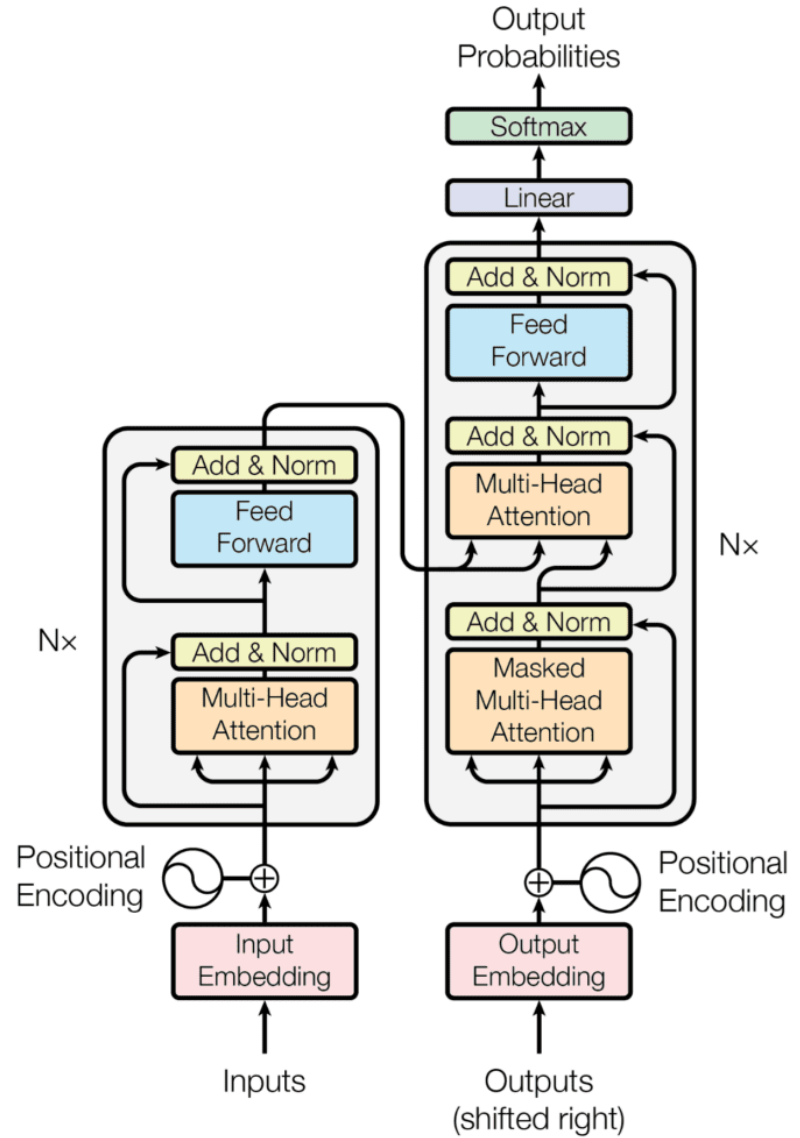 Output
Probabilities
Softmax
Linear
Add & Norm
Feed
Forward
Add & Norm
Multi-Head
Attention
Add & Norm
Masked
Multi-Head
Attention
N×
Add & Norm
Feed
Forward
Add & Norm
Multi-Head
Attention
N×
Positional
Encoding
Input
Embedding
Inputs
Positional
Encoding
Output
Embedding
Outputs
(shifted right)